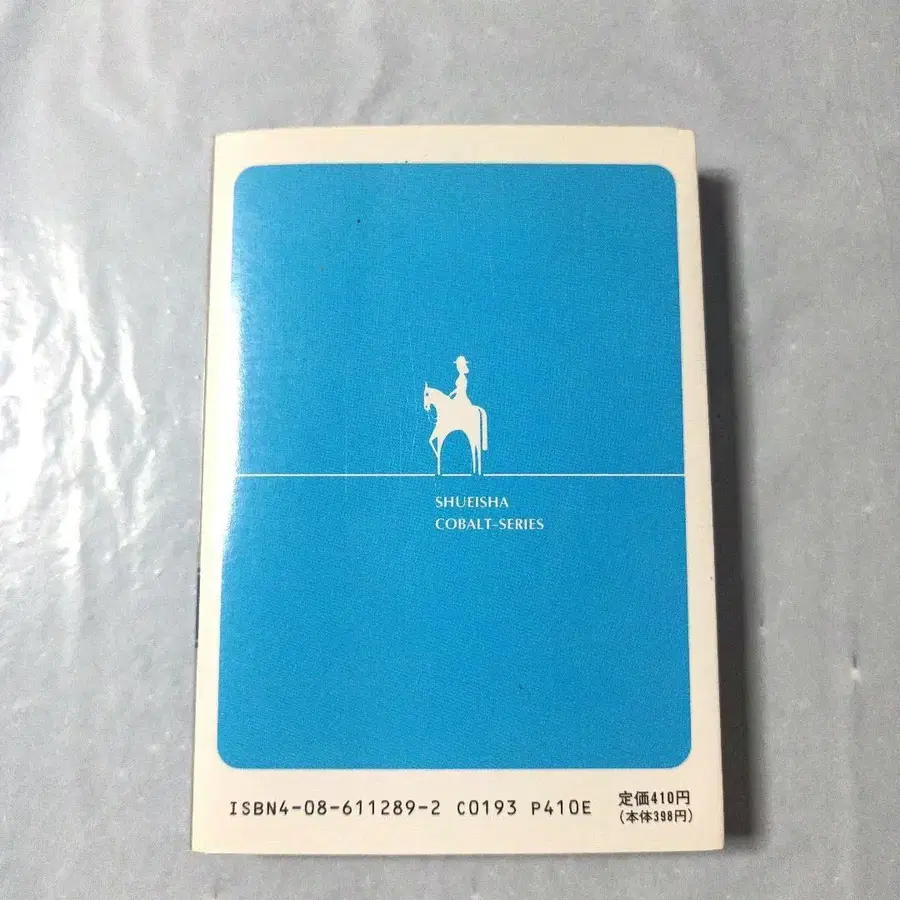 SHUEISHA
COBALT-SERIES
ISBN4-08-611289-2 C0193 P410E
定価410円
(本体398円)